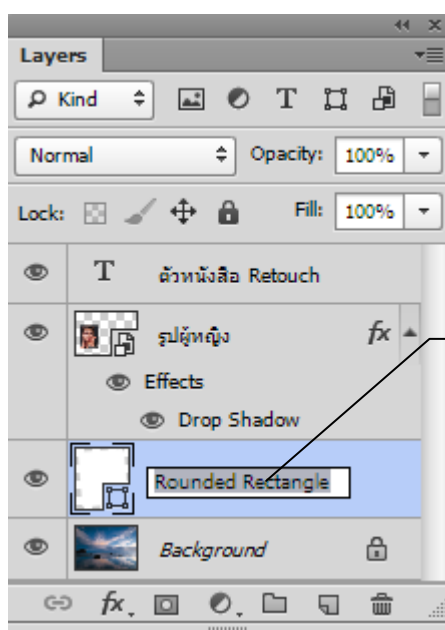 Layers
Kind T
Normal Opacity: 100%
Lock: Fill: 100%
T ตัวหนังสือ Retouch
รูปผู้หญิง fx
Effects
Drop Shadow
Rounded Rectangle
Background
fx